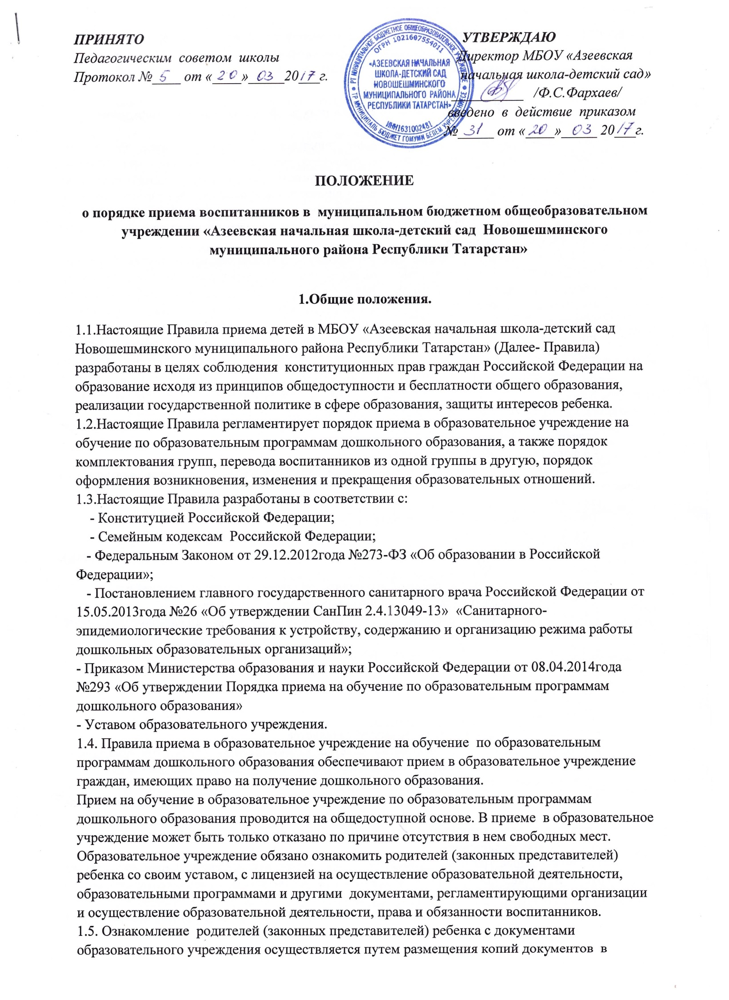 ПРИНЯТО
Педагогическим советом школы
Протокол № 5 от «20» 03 2017г.
УТВЕРЖДАЮ
Директор МБОУ «Азеевская
начальная школа-детский сад»
/Ф.С.Фархаев/
введено в действие приказом
№ 31 от «20» 03 2017г.
РТ МУНИЦИПАЛЬНОЕ БЮДЖЕТНОЕ ОБЩЕОБРАЗОВАТЕЛЬНОЕ УЧРЕЖДЕНИЕ
ОГРН 1021607554011
«АЗЕЕВСКАЯ НАЧАЛЬНАЯ
ШКОЛА-ДЕТСКИЙ САД
НОВОШЕШМИНСКОГО
МУНИЦИПАЛЬНОГО РАЙОНА
РЕСПУБЛИКИ ТАТАРСТАН»
ИНН1631002481
ТР МУНИЦИПАЛЬ БЮДЖЕТ ГОМУМИ БЕЛЕМ УЧРЕЖДЕНИЕСЕ
ПОЛОЖЕНИЕ
о порядке приема воспитанников в муниципальном бюджетном общеобразовательном
учреждении «Азеевская начальная школа-детский сад Новошешминского
муниципального района Республики Татарстан»
1.Общие положения.
1.1.Настоящие Правила приема детей в МБОУ «Азеевская начальная школа-детский сад
Новошешминского муниципального района Республики Татарстан» (Далее- Правила)
разработаны в целях соблюдения конституционных прав граждан Российской Федерации на
образование исходя из принципов общедоступности и бесплатности общего образования,
реализации государственной политике в сфере образования, защиты интересов ребенка.
1.2.Настоящие Правила регламентирует порядок приема в образовательное учреждение на
обучение по образовательным программам дошкольного образования, а также порядок
комплектования групп, перевода воспитанников из одной группы в другую, порядок
оформления возникновения, изменения и прекращения образовательных отношений.
1.3.Настоящие Правила разработаны в соответствии с:
- Конституцией Российской Федерации;
- Семейным кодексам Российской Федерации;
- Федеральным Законом от 29.12.2012года №273-ФЗ «Об образовании в Российской
Федерации»;
- Постановлением главного государственного санитарного врача Российской Федерации от
15.05.2013года №26 «Об утверждении СанПин 2.4.13049-13» «Санитарного-
эпидемиологические требования к устройству, содержанию и организацию режима работы
дошкольных образовательных организаций»;
- Приказом Министерства образования и науки Российской Федерации от 08.04.2014года
№293 «Об утверждении Порядка приема на обучение по образовательным программам
дошкольного образования»
- Уставом образовательного учреждения.
1.4. Правила приема в образовательное учреждение на обучение по образовательным
программам дошкольного образования обеспечивают прием в образовательное учреждение
граждан, имеющих право на получение дошкольного образования.
Прием на обучение в образовательное учреждение по образовательным программам
дошкольного образования проводится на общедоступной основе. В приеме в образовательное
учреждение может быть только отказано по причине отсутствия в нем свободных мест.
Образовательное учреждение обязано ознакомить родителей (законных представителей)
ребенка со своим уставом, с лицензией на осуществление образовательной деятельности,
образовательными программами и другими документами, регламентирующими организации
и осуществление образовательной деятельности, права и обязанности воспитанников.
1.5. Ознакомление родителей (законных представителей) ребенка с документами
образовательного учреждения осуществляется путем размещения копий документов в